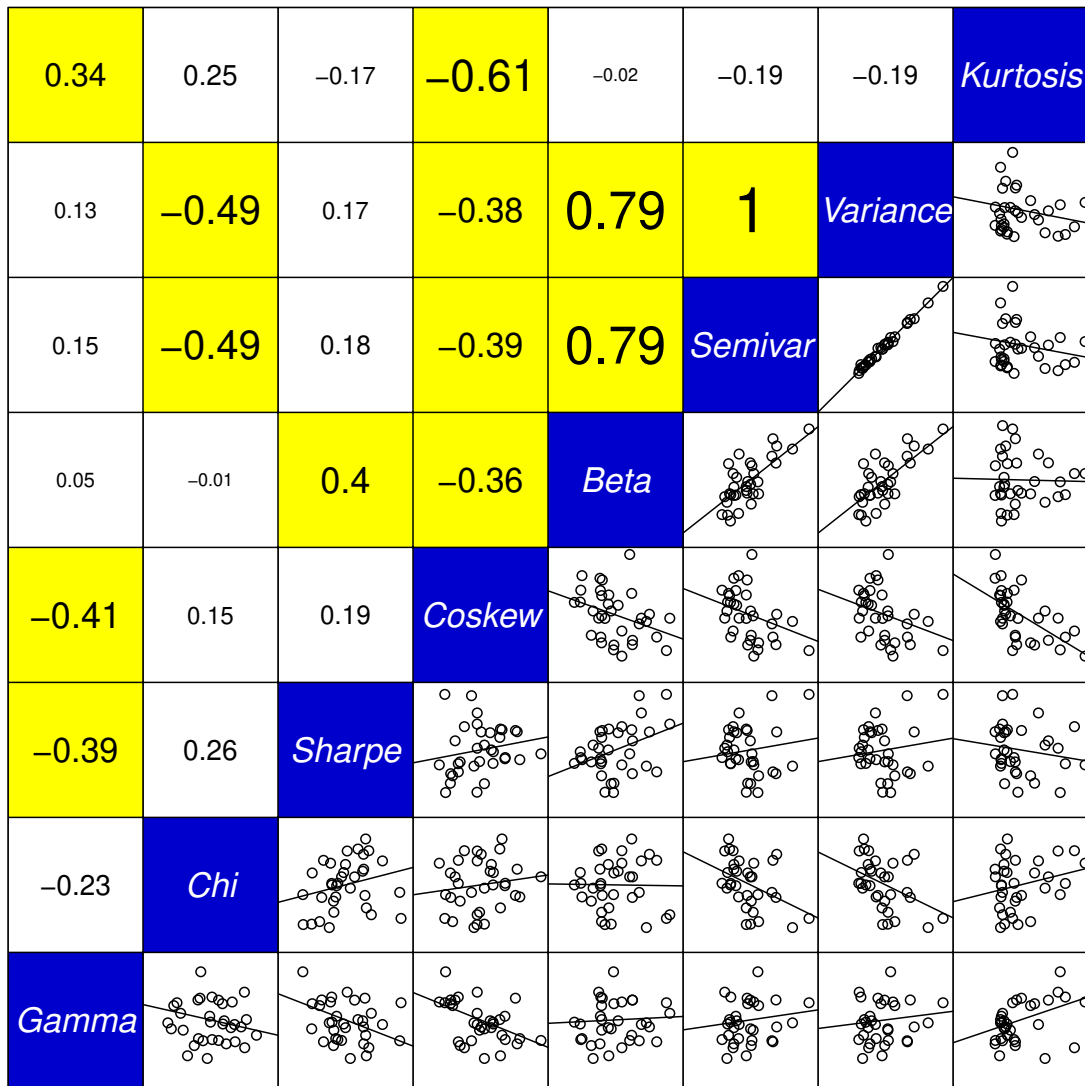 0.34 0.25 −0.17 −0.61 −0.02 −0.19 −0.19 Kurtosis
0.13 −0.49 0.17 −0.38 0.79 1 Variance
0.15 −0.49 0.18 −0.39 0.79 Semivar
0.05 −0.01 0.4 −0.36 Beta
−0.41 0.15 0.19 Coskew
−0.39 0.26 Sharpe
−0.23 Chi
Gamma